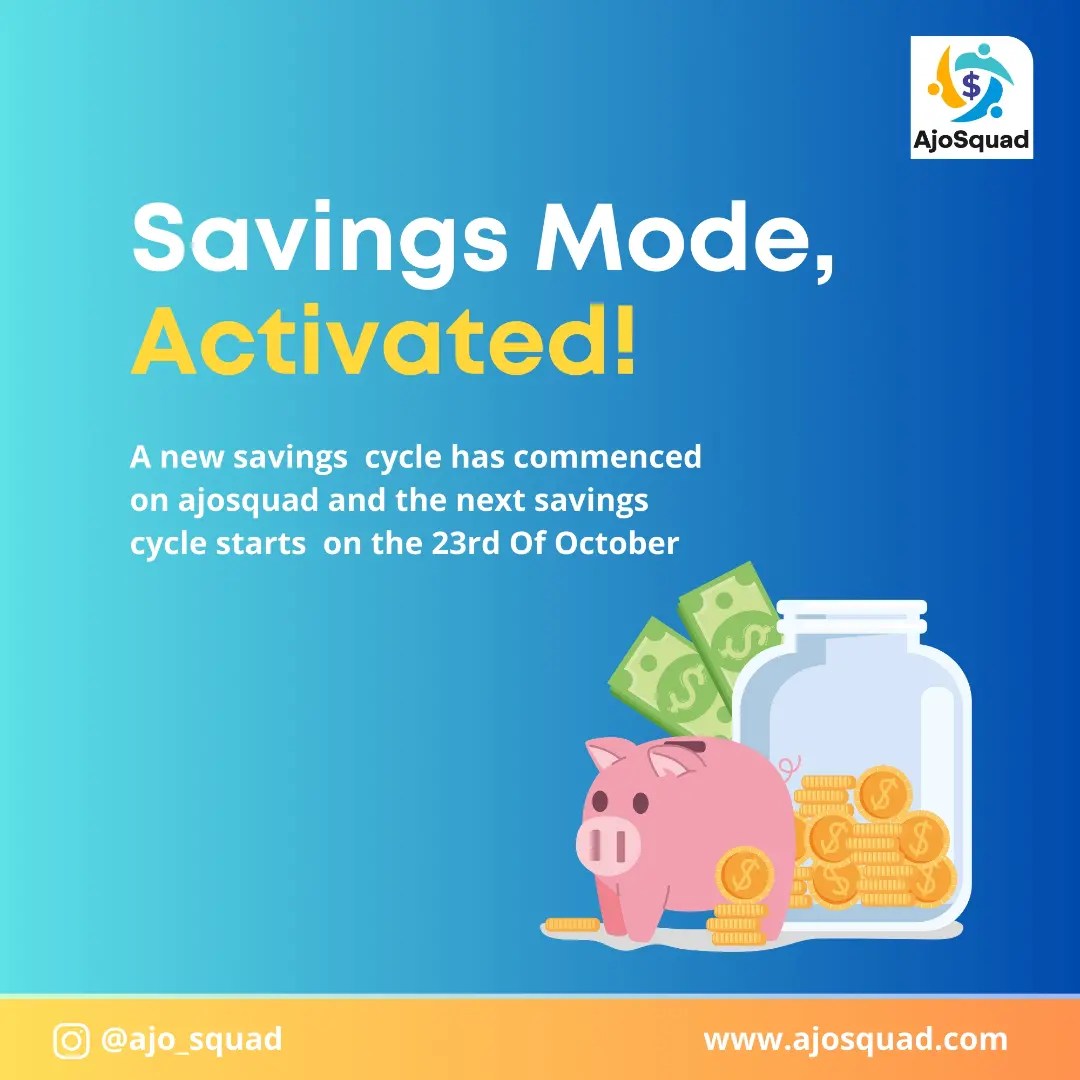 AjoSquad
Savings Mode,
Activated!
A new savings  cycle has commenced
on ajosquad and the next savings
cycle starts  on the 23rd Of October
@ajo_squad
www.ajosquad.com